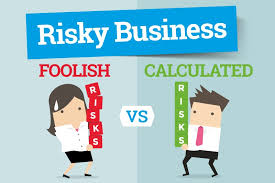 Risky Business
FOOLISH
CALCULATED
RISKS
VS
RISKS